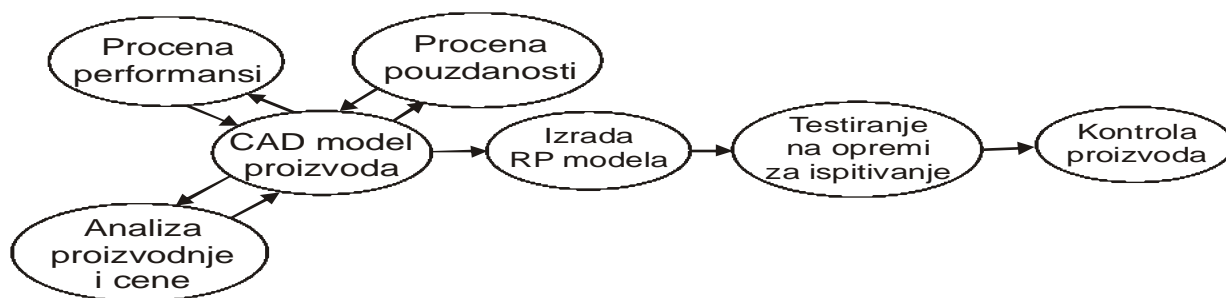 Procena
performansi
Procena
pouzdanosti
CAD model
proizvoda
Izrada
RP modela
Testiranje
na opremi
za ispitivanje
Kontrola
proizvoda
Analiza
proizvodnje
i cene